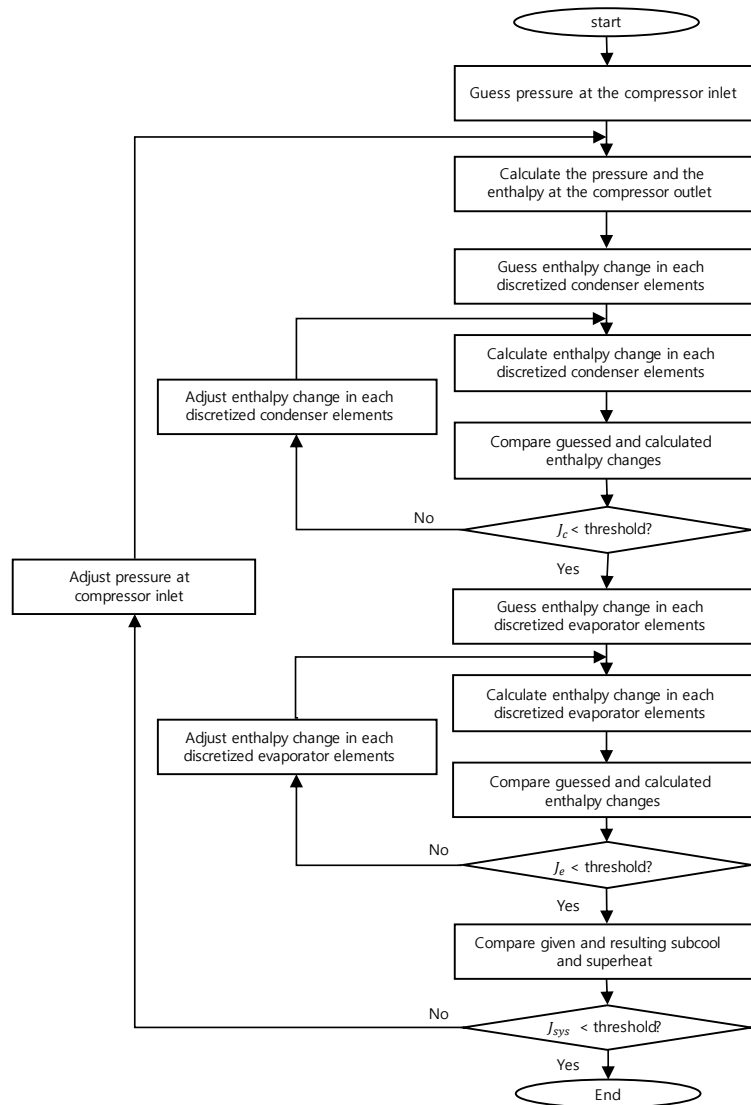 start
Guess pressure at the compressor inlet
Calculate the pressure and the
enthalpy at the compressor outlet
Guess enthalpy change in each
discretized condenser elements
Calculate enthalpy change in each
discretized condenser elements
Adjust enthalpy change in each
discretized condenser elements
Compare guessed and calculated
enthalpy changes
No
J_c < threshold?
Yes
Adjust pressure at
compressor inlet
Guess enthalpy change in each
discretized evaporator elements
Calculate enthalpy change in each
discretized evaporator elements
Adjust enthalpy change in each
discretized evaporator elements
Compare guessed and calculated
enthalpy changes
No
J_e < threshold?
Yes
Compare given and resulting subcool
and superheat
No
J_sys < threshold?
Yes
End